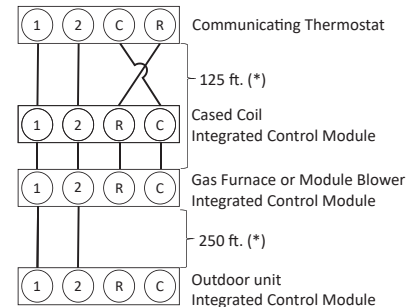 1 2 C R Communicating Thermostat
125 ft. (*)
1 2 R C Cased Coil
Integrated Control Module
1 2 R C Gas Furnace or Module Blower
Integrated Control Module
250 ft. (*)
1 2 R C Outdoor unit
Integrated Control Module